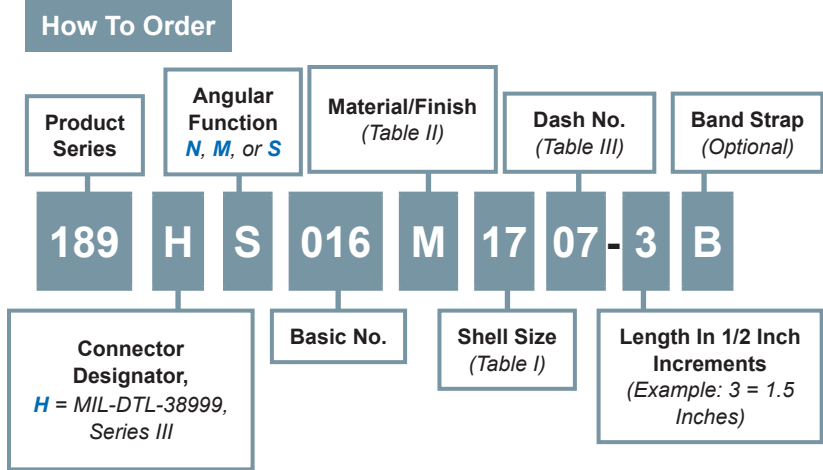 How To Order
Product
Series
Angular
Function
N, M, or S
Material/Finish
(Table II)
Dash No.
(Table III)
Band Strap
(Optional)
189 H S 016 M 17 07 - 3 B
Connector
Designator,
H = MIL-DTL-38999,
Series III
Basic No.
Shell Size
(Table I)
Length In 1/2 Inch
Increments
(Example: 3 = 1.5
Inches)